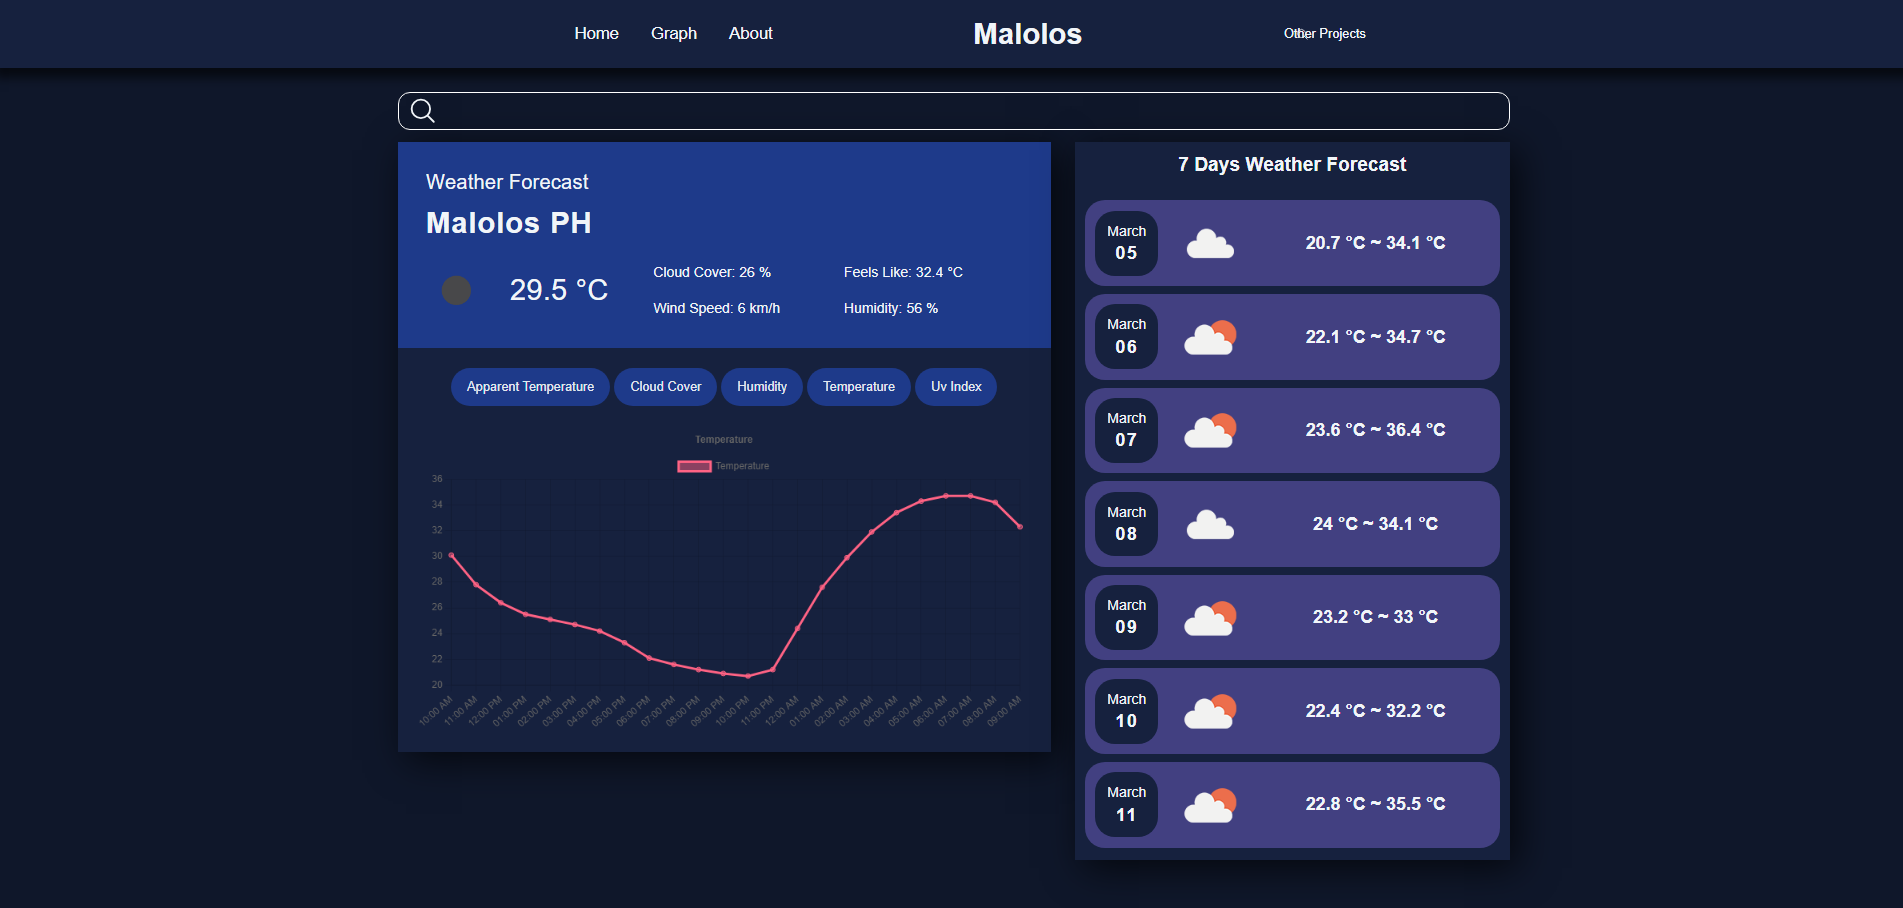 Home Graph About Malolos Other Projects
Weather Forecast
Malolos PH
29.5 °C
Cloud Cover: 26 % Feels Like: 32.4 °C
Wind Speed: 6 km/h Humidity: 56 %
Apparent Temperature Cloud Cover Humidity Temperature Uv Index
Temperature
Temperature
36
34
32
30
28
26
24
22
20
10:00 AM 11:00 AM 12:00 PM 01:00 PM 02:00 PM 03:00 PM 04:00 PM 05:00 PM 06:00 PM 07:00 PM 08:00 PM 09:00 PM 10:00 PM 11:00 PM 12:00 AM 01:00 AM 02:00 AM 03:00 AM 04:00 AM 05:00 AM 06:00 AM 07:00 AM 08:00 AM 09:00 AM
7 Days Weather Forecast
March
05
20.7 °C ~ 34.1 °C
March
06
22.1 °C ~ 34.7 °C
March
07
23.6 °C ~ 36.4 °C
March
08
24 °C ~ 34.1 °C
March
09
23.2 °C ~ 33 °C
March
10
22.4 °C ~ 32.2 °C
March
11
22.8 °C ~ 35.5 °C